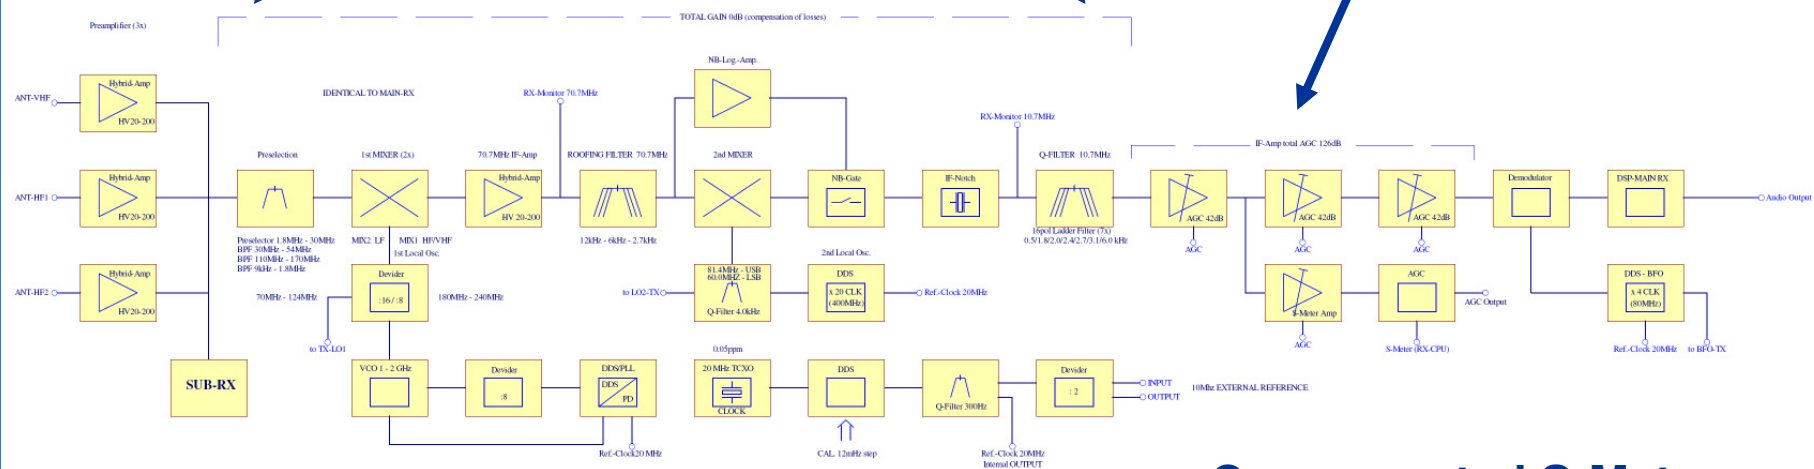 TOTAL GAIN 0dB (compensation of losses)
Preamplifier (3x)
NB-Log.-Amp.
Hybrid-Amp
HV20-200
ANT-VHF
IDENTICAL TO MAIN-RX
RX-Monitor 70.7MHz
RX-Monitor 10.7MHz
IF-Amp total AGC 126dB
Preselection
1st MIXER (2x)
70.7MHz IF-Amp
ROOFING FILTER 70.7MHz
2nd MIXER
Q-FILTER 10.7MHz
ANT-HF1
Hybrid-Amp
HV20-200
Hybrid-Amp
HV 20-200
NB-Gate
IF-Notch
AGC 42dB
AGC 42dB
AGC 42dB
Demodulator
DSP-MAIN RX
Audio Output
Preselector 1.8MHz - 30MHz
BPF 30MHz - 54MHz
BPF 110MHz - 170MHz
BPF 9kHz - 1.8MHz
MIX2 LF
MIX1 HF/VHF
1st Local Osc.
12kHz - 6kHz - 2.7kHz
2nd Local Osc.
16pol Ladder Filter (7x)
0.5/1.8/2.0/2.4/2.7/3.1/6.0 kHz
AGC
AGC
AGC
ANT-HF2
Hybrid-Amp
HV20-200
70MHz - 124MHz
Devider
:16 / :8
180MHz - 240MHz
to LO2-TX
81.4MHz - USB
60.0MHZ - LSB
Q-Filter 4.0kHz
DDS
x 20 CLK
(400MHz)
Ref.-Clock 20MHz
S-Meter Amp
AGC
AGC
AGC Output
S-Meter (RX-CPU)
DDS - BFO
x 4 CLK
(80MHz)
Ref.-Clock 20MHz
to BFO-TX
to TX-LO1
SUB-RX
VCO 1 - 2 GHz
Devider
:8
DDS/PLL
DDS
PD
Ref.-Clock20 MHz
0.05ppm
20 MHz TCXO
CLOCK
DDS
CAL. 12mHz step
Q-Filter 300Hz
Ref.-Clock 20MHz
Internal OUTPUT
Devider
: 2
INPUT
OUTPUT
10Mhz EXTERNAL REFERENCE